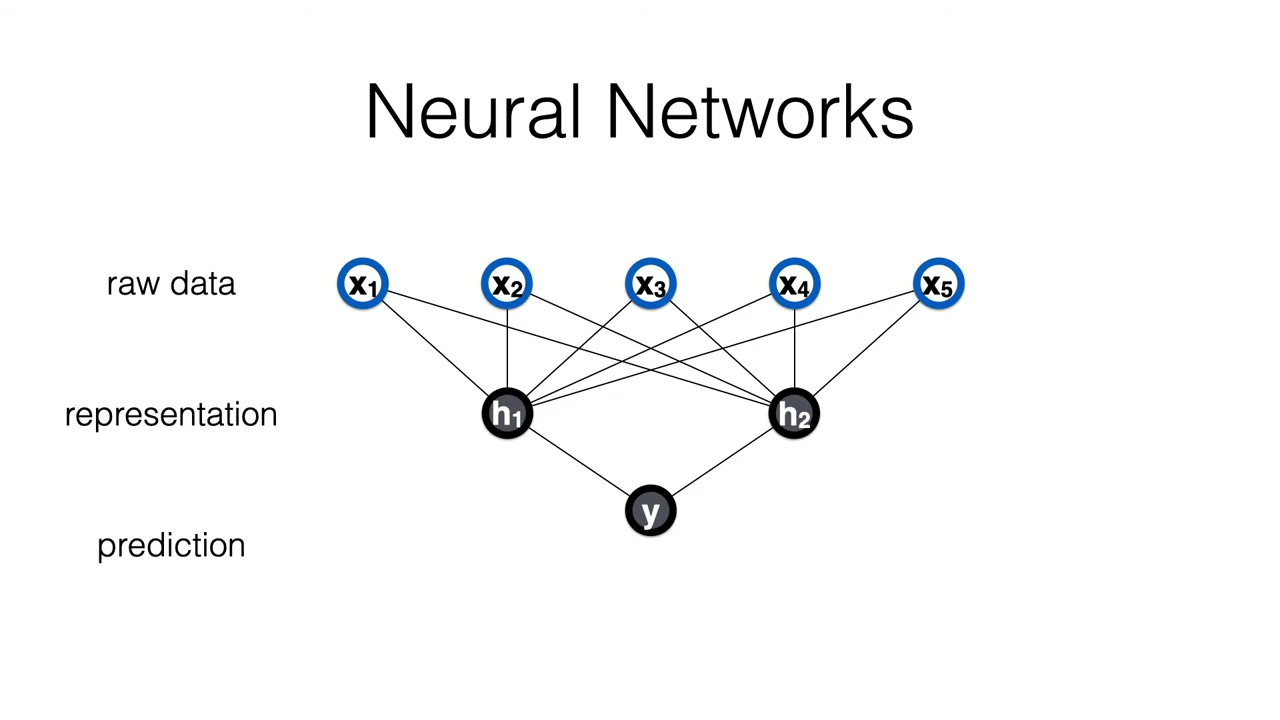 Neural Networks
raw data x₁ x₂ x₃ x₄ x₅
representation h₁ h₂
y
prediction